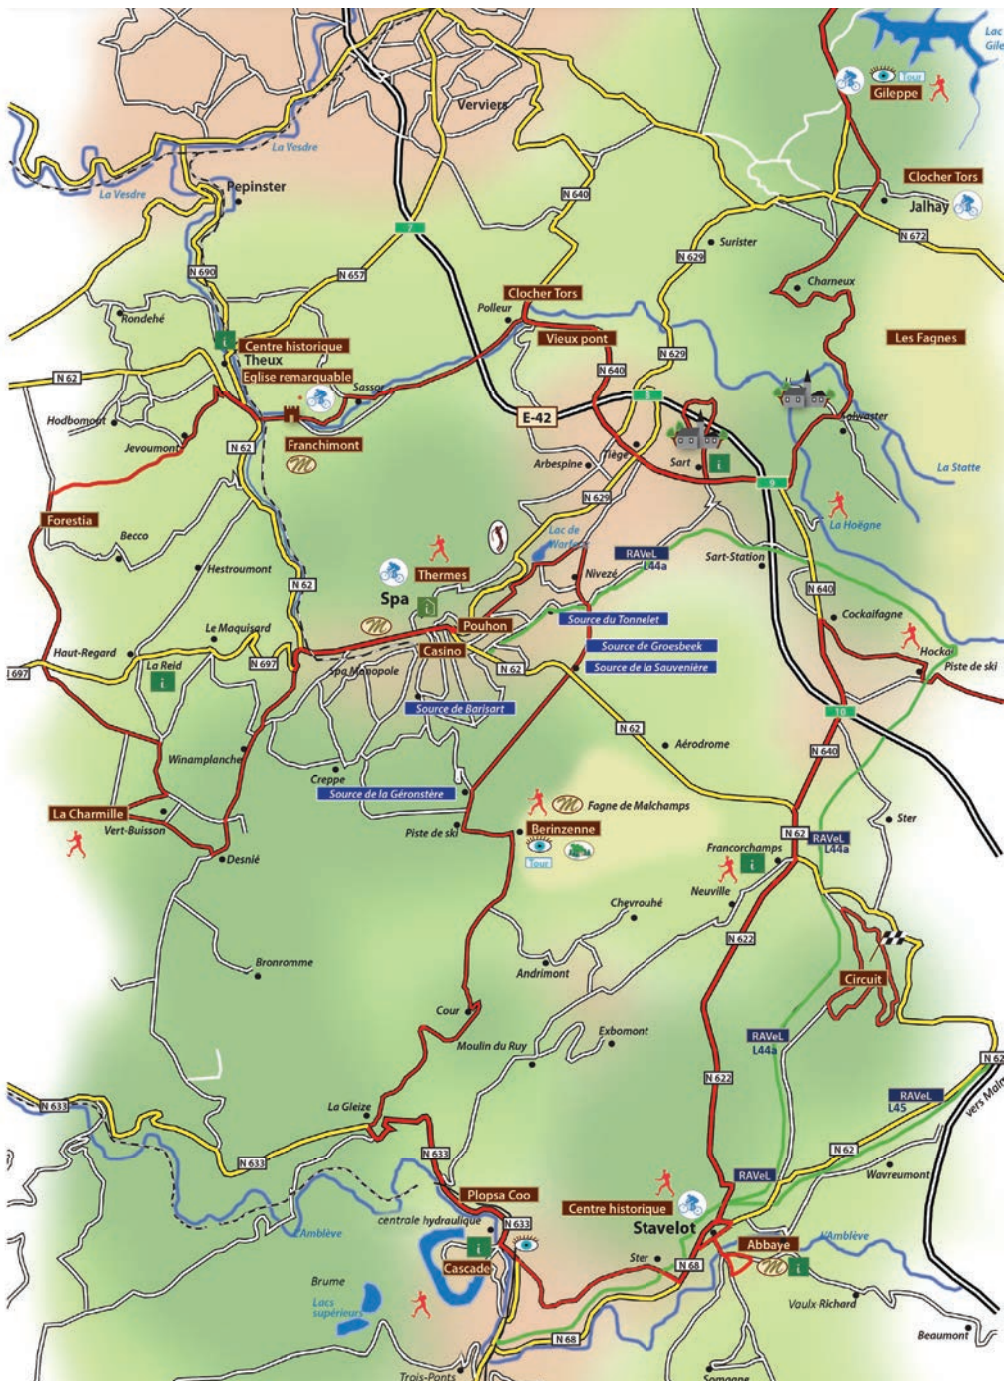 Lac
Gile
Tour
Gileppe
Verviers
La Vesdre
La Vesdre
Pepinster
N 640
Clocher Tors
Jalhay
7
N 672
Surister
N 629
N 690
N 657
Charneux
Clocher Tors
Polleur
Rondehé
i
Centre historique
Theux
Vieux pont
Les Fagnes
N 629
N 62
Eglise remarquable
Sassor
N 640
8
E-42
Hodbomont
Jevoumont
N 62
Franchimont
M
Tiège
Arbespine
Sart
i
La Statte
9
N 629
Forestia
La Hoëgne
Becco
Lac de
RAVeL
L44a
Sart-Station
Hestroumont
Thermes
Nivezé
N 62
Spa
i
N 640
Cockaifagne
M
Pouhon
Source du Tonnelet
Le Maquisard
Casino
Source de Groesbeek
Haut-Regard
La Reid
N 697
N 62
Source de la Sauvenière
Piste de ski
697
i
Spa Monopole
Source de Barisart
10
N 62
Aérodrome
N 640
Winamplanche
Creppe
Source de la Géronstère
La Charmille
Vert-Buisson
M
Fagne de Malchamps
Piste de ski
Berinzenne
Ster
N 62
RAVeL
L44a
Tour
Francorchamps
i
Desnié
Neuville
Chevrouhé
N 622
Bronromme
Andrimont
Circuit
Cour
Exbomont
Moulin du Ruy
RAVeL
L44a
N 62
N 622
vers Malm
RAVeL
L45
N 633
La Gleize
N 633
N 633
N 62
Wavreumont
RAVeL
Plopsa Coo
Centre historique
centrale hydraulique
N 633
Stavelot
L'Amblève
L'Amblève
i
Abbaye
Cascade
Ster
N 68
M
i
Brume
Lacs
supérieurs
Vaulx-Richard
N 68
Beaumont
Trois-Ponts
Somagne